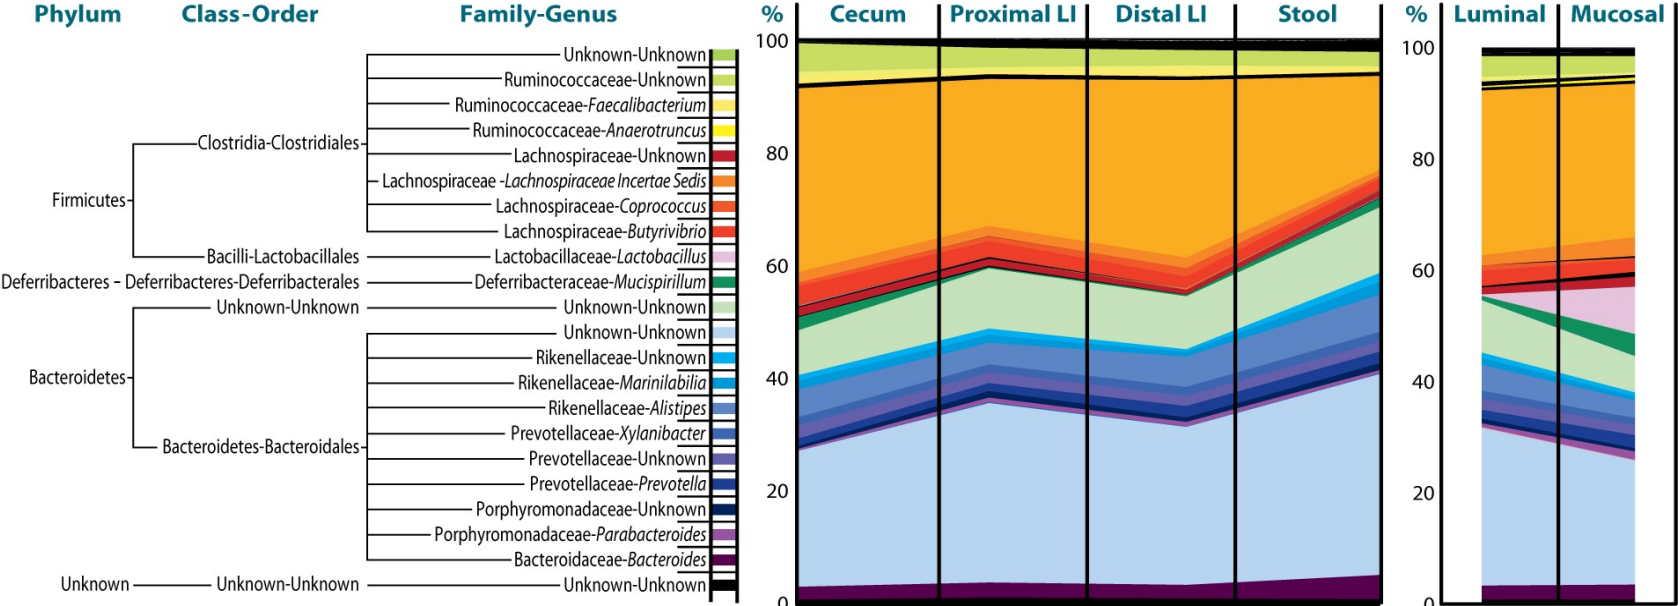 Phylum Class-Order Family-Genus % Cecum Proximal LI Distal LI Stool % Luminal Mucosal
100 100
Unknown-Unknown
Ruminococcaceae-Unknown
Ruminococcaceae-Faecalibacterium
Ruminococcaceae-Anaerotruncus
Clostridia-Clostridiales
Lachnospiraceae-Unknown
80 80
Lachnospiraceae -Lachnospiraceae Incertae Sedis
Firmicutes
Lachnospiraceae-Coprococcus
Lachnospiraceae-Butyrivibrio
Bacilli-Lactobacillales Lactobacillaceae-Lactobacillus
60 60
Deferribacteres – Deferribacteres-Deferribacterales Deferribacteraceae-Mucispirillum
Unknown-Unknown Unknown-Unknown
Unknown-Unknown
Rikenellaceae-Unknown
Bacteroidetes
40 40
Rikenellaceae-Marinilabilia
Rikenellaceae-Alistipes
Prevotellaceae-Xylanibacter
Bacteroidetes-Bacteroidales
Prevotellaceae-Unknown
Prevotellaceae-Prevotella
20 20
Porphyromonadaceae-Unknown
Porphyromonadaceae-Parabacteroides
Bacteroidaceae-Bacteroides
Unknown Unknown-Unknown Unknown-Unknown
0 0